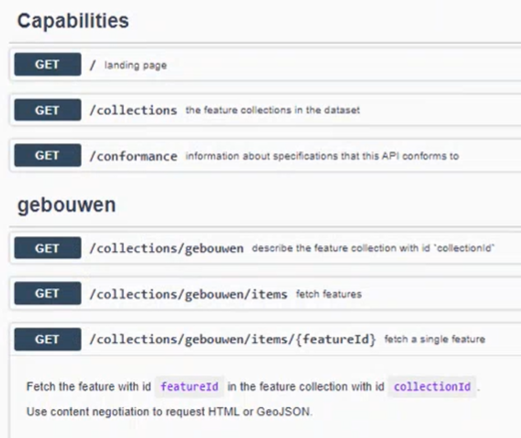 Capabilities
GET / landing page
GET /collections the feature collections in the dataset
GET /conformance information about specifications that this API conforms to
gebouwen
GET /collections/gebouwen describe the feature collection with id "collectionId"
GET /collections/gebouwen/items fetch features
GET /collections/gebouwen/items/{featureId} fetch a single feature
Fetch the feature with id featureId in the feature collection with id collectionId .
Use content negotiation to request HTML or GeoJSON.